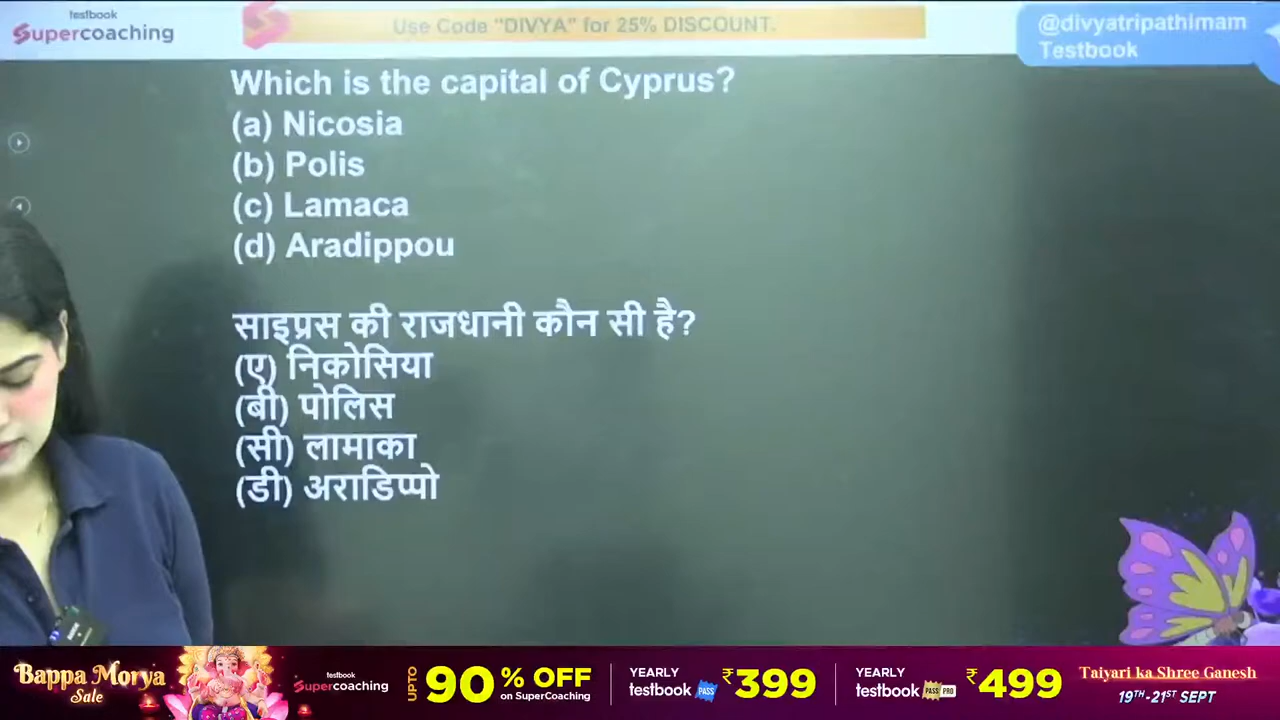 testbook
Supercoaching
Use Code "DIVYA" for 25% DISCOUNT.
@divyatripathimam
Testbook
Which is the capital of Cyprus?
(a) Nicosia
(b) Polis
(c) Lamaca
(d) Aradippou
साइप्रस की राजधानी कौन सी है?
(ए) निकोसिया
(बी) पोलिस
(सी) लामाका
(डी) अराडिप्पो
Bappa Morya
Sale
testbook
Supercoaching
UPTO 90% OFF
on SuperCoaching
YEARLY
testbook PASS
₹399
YEARLY
testbook PASS PRO
₹499
Taiyari ka Shree Ganesh
19TH-21ST SEPT